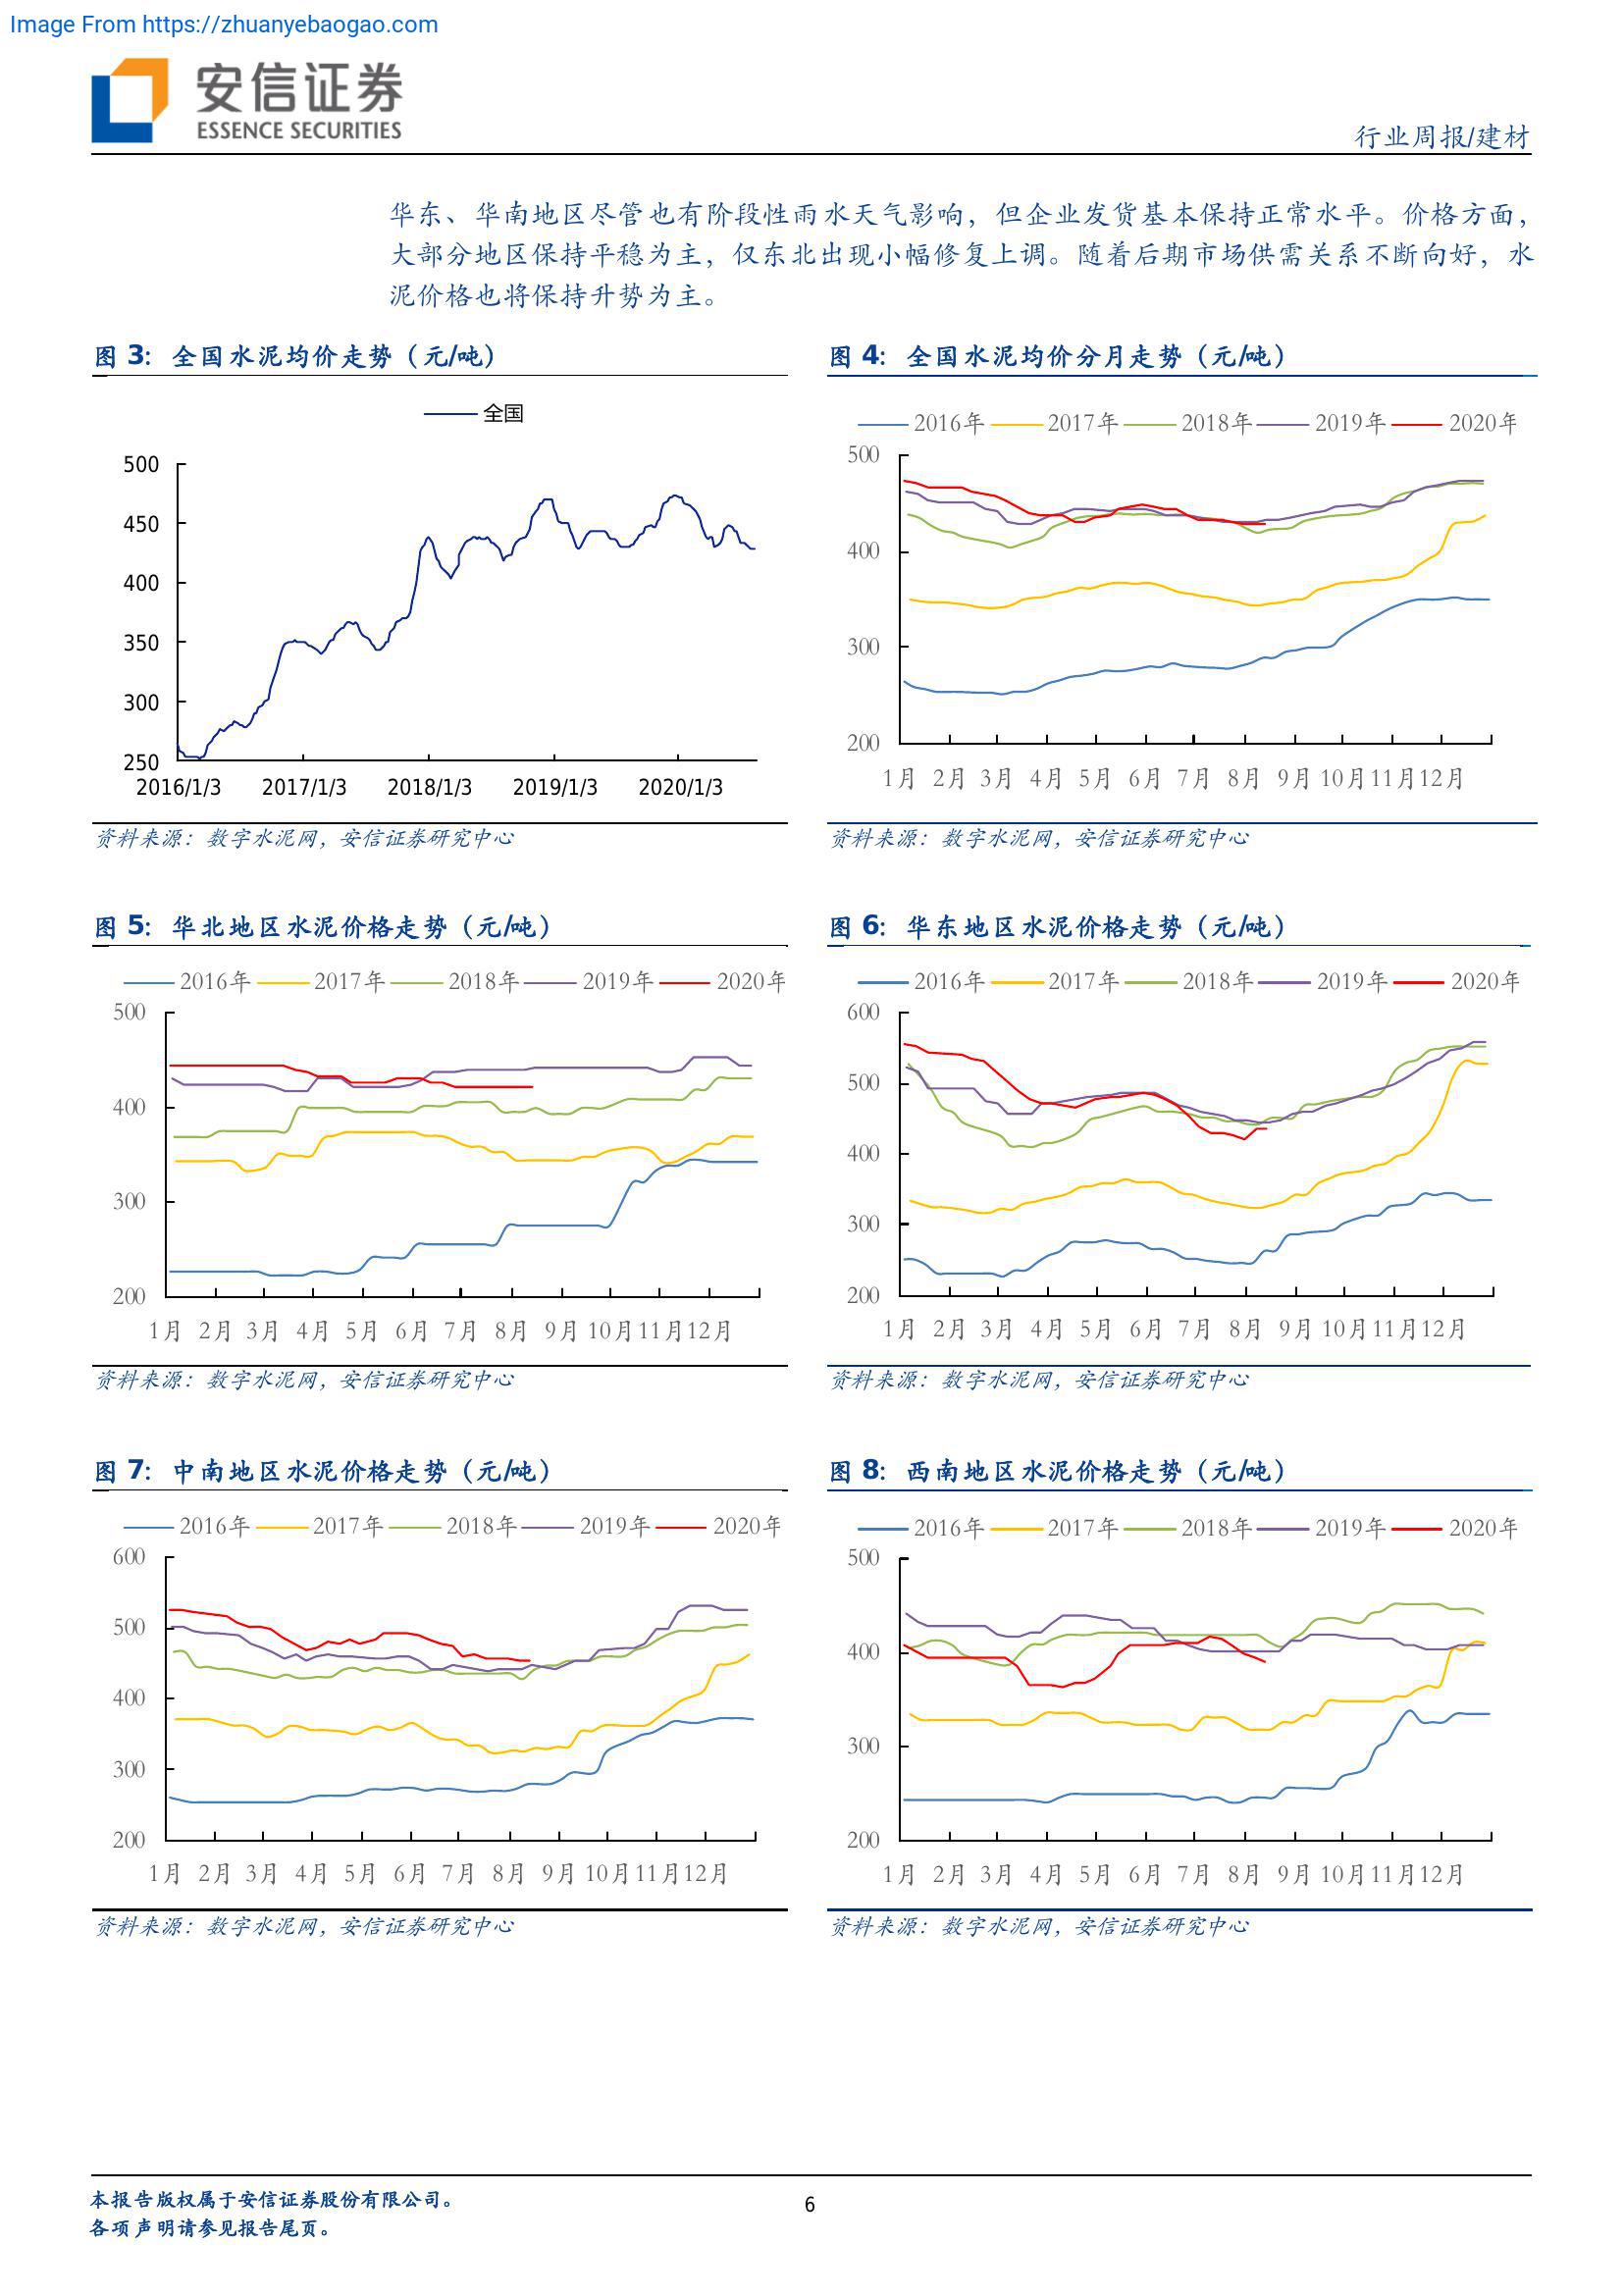 Image From https://zhuanyebaogao.com
安信证券
ESSENCE SECURITIES
行业周报/建材
华东、华南地区尽管也有阶段性雨水天气影响，但企业发货基本保持正常水平。价格方面，
大部分地区保持平稳为主，仅东北出现小幅修复上调。随着后期市场供需关系不断向好，水
泥价格也将保持升势为主。
图 3：全国水泥均价走势（元/吨）
全国
500
450
400
350
300
250
2016/1/3 2017/1/3 2018/1/3 2019/1/3 2020/1/3
资料来源：数字水泥网，安信证券研究中心
图 4：全国水泥均价分月走势（元/吨）
2016年 2017年 2018年 2019年 2020年
500
400
300
200
1月 2月 3月 4月 5月 6月 7月 8月 9月 10月 11月 12月
资料来源：数字水泥网，安信证券研究中心
图 5：华北地区水泥价格走势（元/吨）
2016年 2017年 2018年 2019年 2020年
500
400
300
200
1月 2月 3月 4月 5月 6月 7月 8月 9月 10月 11月 12月
资料来源：数字水泥网，安信证券研究中心
图 6：华东地区水泥价格走势（元/吨）
2016年 2017年 2018年 2019年 2020年
600
500
400
300
200
1月 2月 3月 4月 5月 6月 7月 8月 9月 10月 11月 12月
资料来源：数字水泥网，安信证券研究中心
图 7：中南地区水泥价格走势（元/吨）
2016年 2017年 2018年 2019年 2020年
600
500
400
300
200
1月 2月 3月 4月 5月 6月 7月 8月 9月 10月 11月 12月
资料来源：数字水泥网，安信证券研究中心
图 8：西南地区水泥价格走势（元/吨）
2016年 2017年 2018年 2019年 2020年
500
400
300
200
1月 2月 3月 4月 5月 6月 7月 8月 9月 10月 11月 12月
资料来源：数字水泥网，安信证券研究中心
本报告版权属于安信证券股份有限公司。
各项声明请参见报告尾页。
6